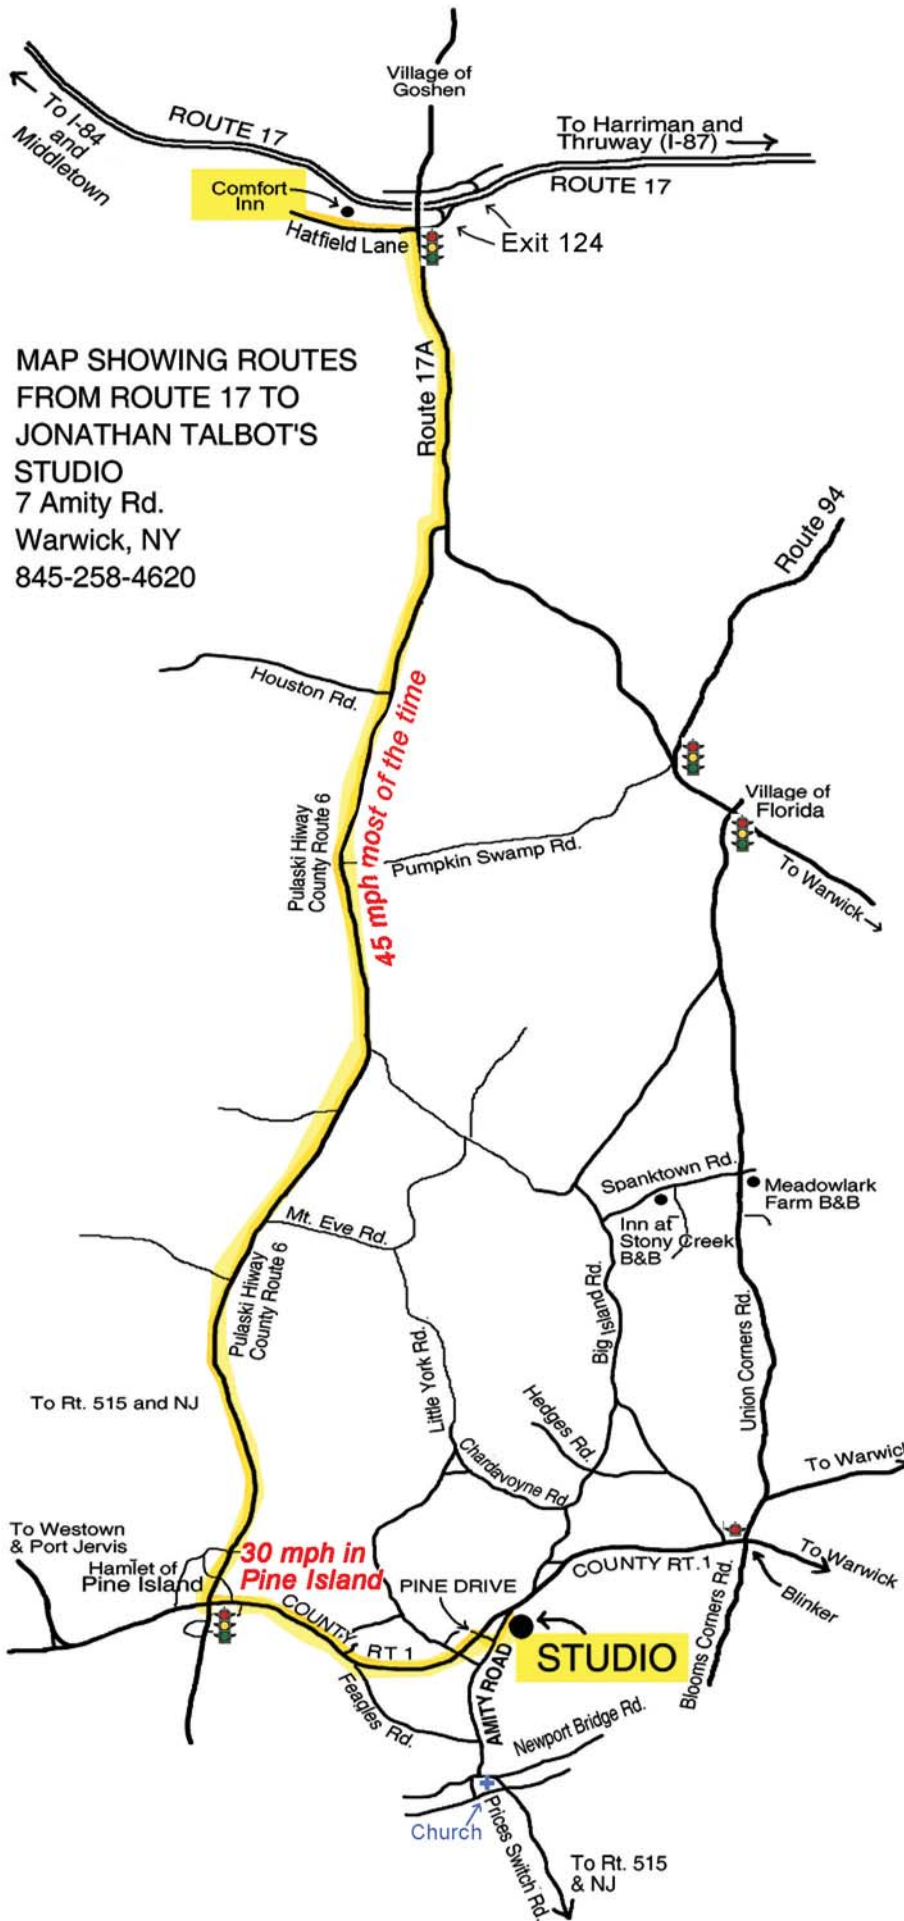 Village of
Goshen
To I-84
and
Middletown
ROUTE 17
To Harriman and
Thruway (I-87)
ROUTE 17
Comfort
Inn
Hatfield Lane
Exit 124
Route 17A
MAP SHOWING ROUTES
FROM ROUTE 17 TO
JONATHAN TALBOT'S
STUDIO
7 Amity Rd.
Warwick, NY
845-258-4620
Route 94
Houston Rd.
45 mph most of the time
Pulaski Hiway
County Route 6
Pumpkin Swamp Rd.
Village of
Florida
To Warwick
Spanktown Rd.
Meadowlark
Farm B&B
Inn at
Stony Creek
B&B
Mt. Eve Rd.
Pulaski Hiway
County Route 6
Big Island Rd.
Union Corners Rd.
Little York Rd.
To Rt. 515 and NJ
Hedges Rd.
Chardavoyne Rd.
To Warwick
To Westown
& Port Jervis
Hamlet of
Pine Island
30 mph in
Pine Island
PINE DRIVE
COUNTY RT.1
To Warwick
Blinker
Blooms Corners Rd.
COUNTY RT 1
STUDIO
AMITY ROAD
Feagles Rd.
Newport Bridge Rd.
Church
Prices Switch Rd.
To Rt. 515
& NJ